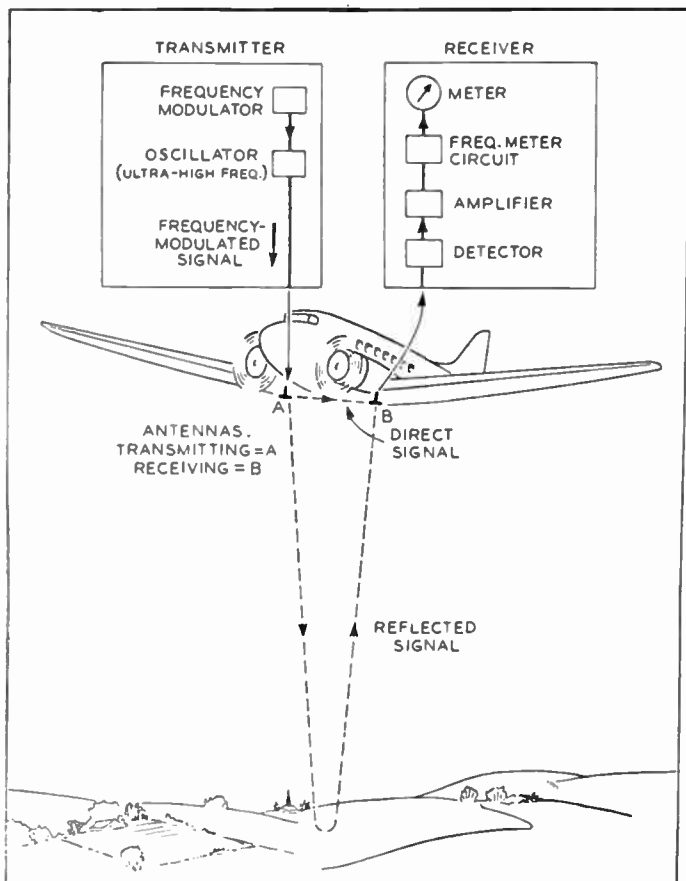 TRANSMITTER
FREQUENCY
MODULATOR
OSCILLATOR
(ULTRA-HIGH FREQ.)
FREQUENCY-
MODULATED
SIGNAL
RECEIVER
METER
FREQ. METER
CIRCUIT
AMPLIFIER
DETECTOR
A
B
ANTENNAS.
TRANSMITTING = A
RECEIVING = B
DIRECT
SIGNAL
REFLECTED
SIGNAL